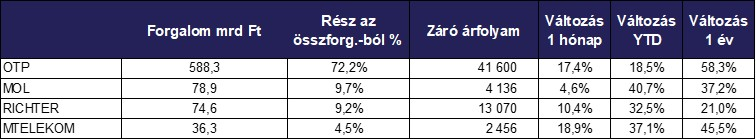 Forgalom mrd Ft Rész az összforg.-ból % Záró árfolyam Változás 1 hónap Változás YTD Változás 1 év
OTP 588,3 72,2% 41 600 17,4% 18,5% 58,3%
MOL 78,9 9,7% 4 136 4,6% 40,7% 37,2%
RICHTER 74,6 9,2% 13 070 10,4% 32,5% 21,0%
MTELEKOM 36,3 4,5% 2 456 18,9% 37,1% 45,5%